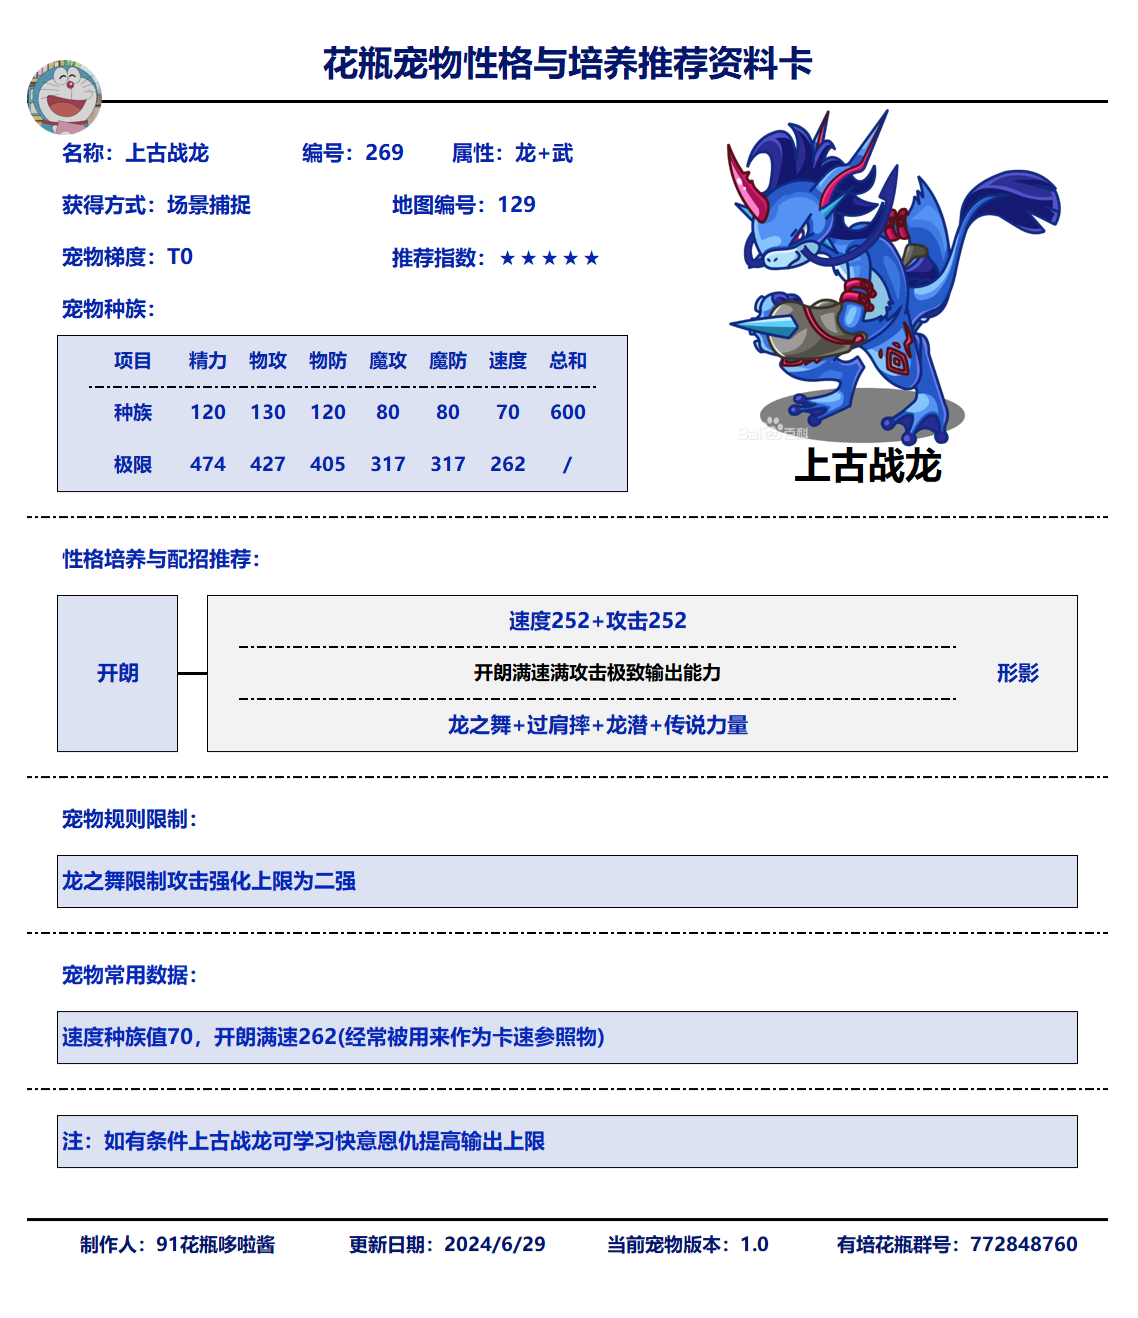 花瓶宠物性格与培养推荐资料卡
名称：上古战龙 编号：269 属性：龙+武
获得方式：场景捕捉 地图编号：129
宠物梯度：T0 推荐指数：★★★★★
宠物种族：
项目 精力 物攻 物防 魔攻 魔防 速度 总和
种族 120 130 120 80 80 70 600
极限 474 427 405 317 317 262 /
Bai 百科
上古战龙
性格培养与配招推荐：
速度252+攻击252
开朗 开朗满速满攻击极致输出能力 形影
龙之舞+过肩摔+龙潜+传说力量
宠物规则限制：
龙之舞限制攻击强化上限为二强
宠物常用数据：
速度种族值70，开朗满速262(经常被用来作为卡速参照物)
注：如有条件上古战龙可学习快意恩仇提高输出上限
制作人：91花瓶哆啦酱 更新日期：2024/6/29 当前宠物版本：1.0 有培花瓶群号：772848760